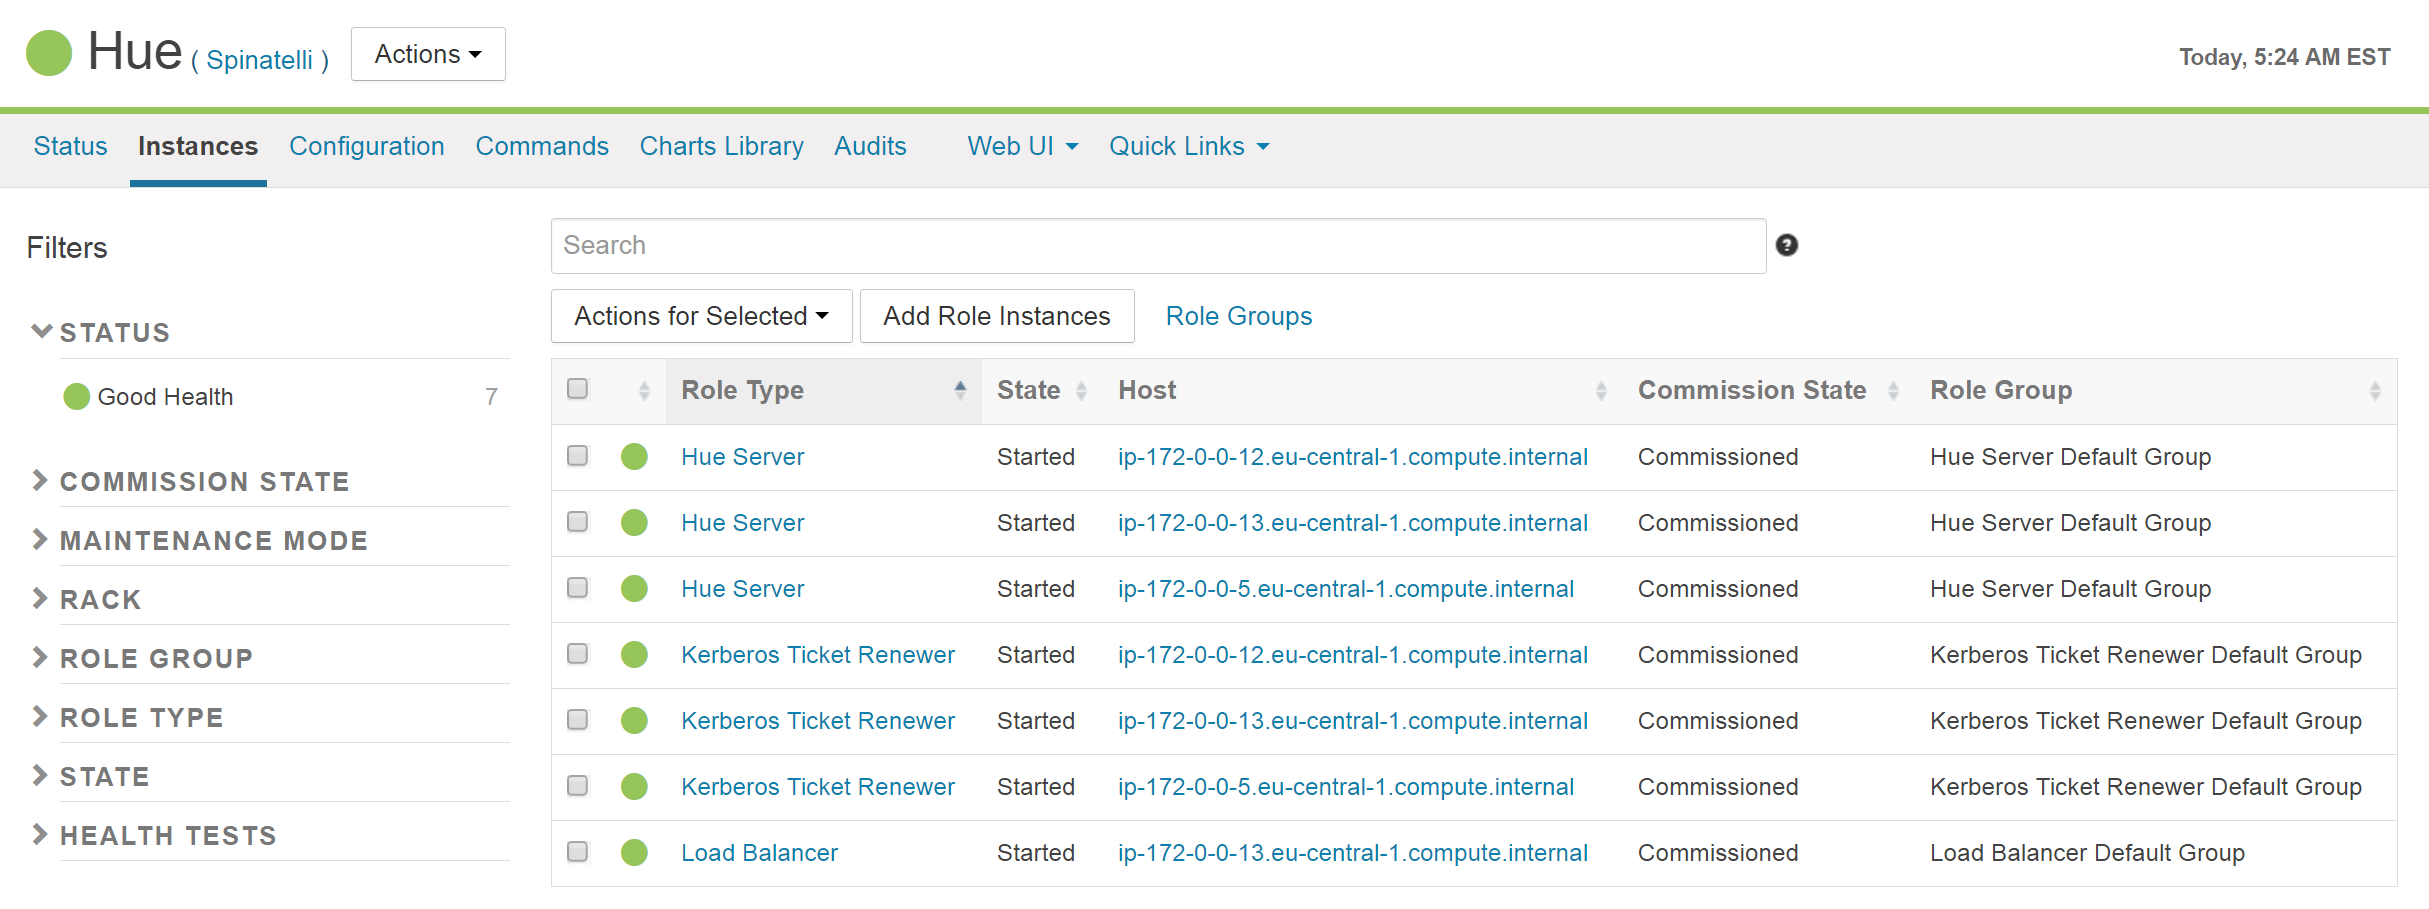 Hue ( Spinatelli ) Actions
Today, 5:24 AM EST
Status Instances Configuration Commands Charts Library Audits Web UI Quick Links
Filters
STATUS
Good Health 7
COMMISSION STATE
MAINTENANCE MODE
RACK
ROLE GROUP
ROLE TYPE
STATE
HEALTH TESTS
Search ?
Actions for Selected Add Role Instances Role Groups
Role Type State Host Commission State Role Group
Hue Server Started ip-172-0-0-12.eu-central-1.compute.internal Commissioned Hue Server Default Group
Hue Server Started ip-172-0-0-13.eu-central-1.compute.internal Commissioned Hue Server Default Group
Hue Server Started ip-172-0-0-5.eu-central-1.compute.internal Commissioned Hue Server Default Group
Kerberos Ticket Renewer Started ip-172-0-0-12.eu-central-1.compute.internal Commissioned Kerberos Ticket Renewer Default Group
Kerberos Ticket Renewer Started ip-172-0-0-13.eu-central-1.compute.internal Commissioned Kerberos Ticket Renewer Default Group
Kerberos Ticket Renewer Started ip-172-0-0-5.eu-central-1.compute.internal Commissioned Kerberos Ticket Renewer Default Group
Load Balancer Started ip-172-0-0-13.eu-central-1.compute.internal Commissioned Load Balancer Default Group